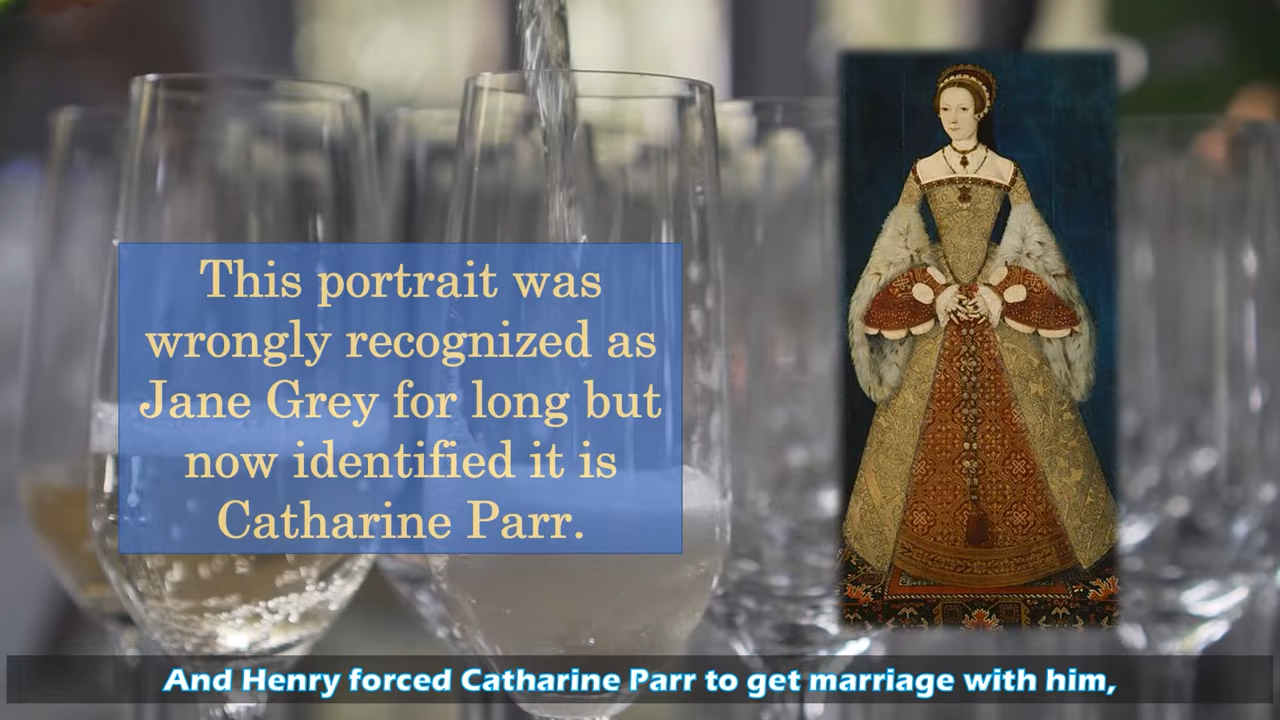 This portrait was
wrongly recognized as
Jane Grey for long but
now identified it is
Catharine Parr.
And Henry forced Catharine Parr to get marriage with him,